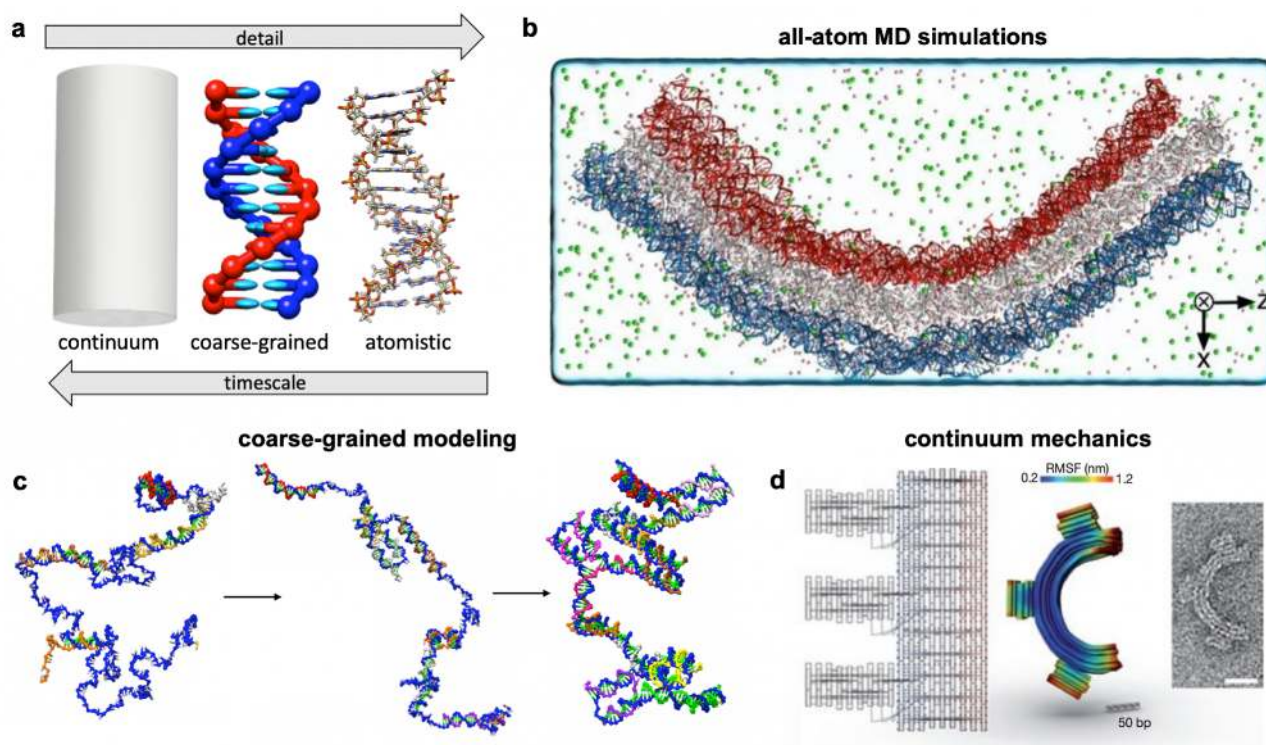 a
detail
continuum
coarse-grained
atomistic
timescale
b
all-atom MD simulations
Z
X
coarse-grained modeling
c
continuum mechanics
d
RMSF (nm)
0.2
1.2
50 bp